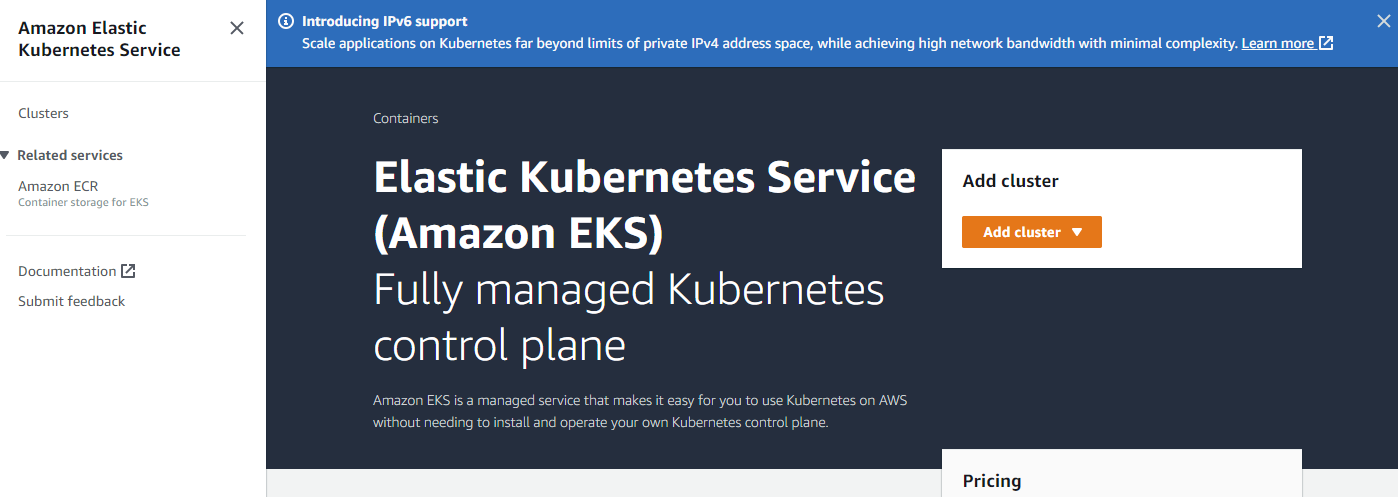 Amazon Elastic
Kubernetes Service
Clusters
Related services
Amazon ECR
Container storage for EKS
Documentation
Submit feedback
Introducing IPv6 support
Scale applications on Kubernetes far beyond limits of private IPv4 address space, while achieving high network bandwidth with minimal complexity. Learn more
Containers
Elastic Kubernetes Service
(Amazon EKS)
Fully managed Kubernetes
control plane
Amazon EKS is a managed service that makes it easy for you to use Kubernetes on AWS
without needing to install and operate your own Kubernetes control plane.
Add cluster
Add cluster
Pricing